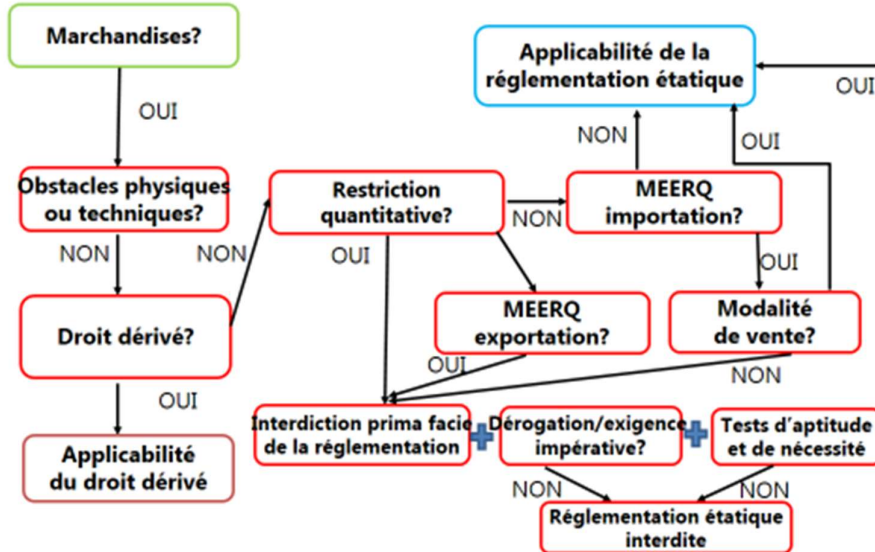 Marchandises?
OUI
Obstacles physiques
ou techniques?
NON
Droit dérivé?
OUI
Applicabilité
du droit dérivé
NON
Restriction
quantitative?
OUI
NON
MEERQ
importation?
NON
Applicabilité de la
réglementation étatique
OUI
OUI
OUI
MEERQ
exportation?
OUI
Modalité
de vente?
NON
Interdiction prima facie
de la réglementation
Dérogation/exigence
impérative?
Tests d'aptitude
et de nécessité
NON
NON
Réglementation étatique
interdite